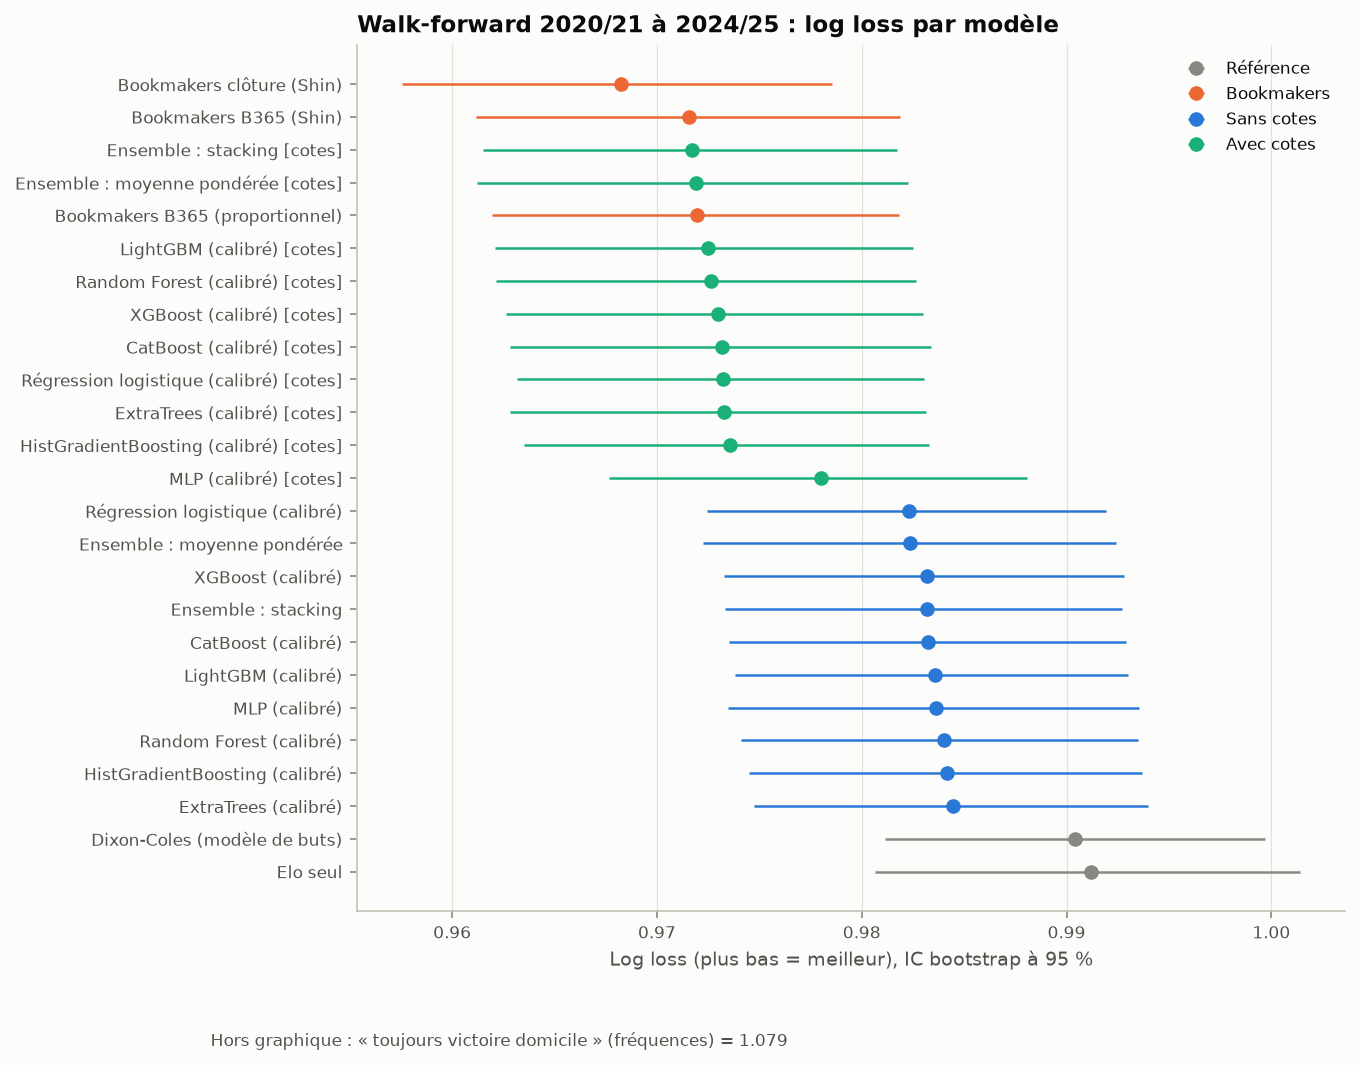 Walk-forward 2020/21 à 2024/25 : log loss par modèle
Référence
Bookmakers
Sans cotes
Avec cotes
Bookmakers clôture (Shin)
Bookmakers B365 (Shin)
Ensemble : stacking [cotes]
Ensemble : moyenne pondérée [cotes]
Bookmakers B365 (proportionnel)
LightGBM (calibré) [cotes]
Random Forest (calibré) [cotes]
XGBoost (calibré) [cotes]
CatBoost (calibré) [cotes]
Régression logistique (calibré) [cotes]
ExtraTrees (calibré) [cotes]
HistGradientBoosting (calibré) [cotes]
MLP (calibré) [cotes]
Régression logistique (calibré)
Ensemble : moyenne pondérée
XGBoost (calibré)
Ensemble : stacking
CatBoost (calibré)
LightGBM (calibré)
MLP (calibré)
Random Forest (calibré)
HistGradientBoosting (calibré)
ExtraTrees (calibré)
Dixon-Coles (modèle de buts)
Elo seul
0.96 0.97 0.98 0.99 1.00
Log loss (plus bas = meilleur), IC bootstrap à 95 %
Hors graphique : « toujours victoire domicile » (fréquences) = 1.079